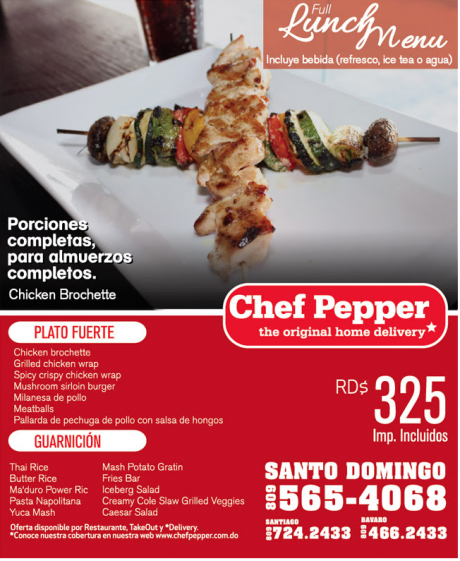 Full
Lunch
Menu
Incluye bebida (refresco, ice tea o agua)
Porciones
completas,
para almuerzos
completos.
Chicken Brochette
Chef Pepper
the original home delivery
PLATO FUERTE
Chicken brochette
Grilled chicken wrap
Spicy crispy chicken wrap
Mushroom sirloin burger
Milanesa de pollo
Meatballs
Pallarda de pechuga de pollo con salsa de hongos
RD$ 325
Imp. Incluidos
GUARNICIÓN
Thai Rice
Butter Rice
Ma'duro Power Ric
Pasta Napolitana
Yuca Mash
Mash Potato Gratin
Fries Bar
Iceberg Salad
Creamy Cole Slaw Grilled Veggies
Caesar Salad
Oferta disponible por Restaurante, TakeOut y *Delivery.
*Conoce nuestra cobertura en nuestra web www.chefpepper.com.do
SANTO DOMINGO
809 565-4068
SANTIAGO
809 724.2433
BAVARO
809 466.2433